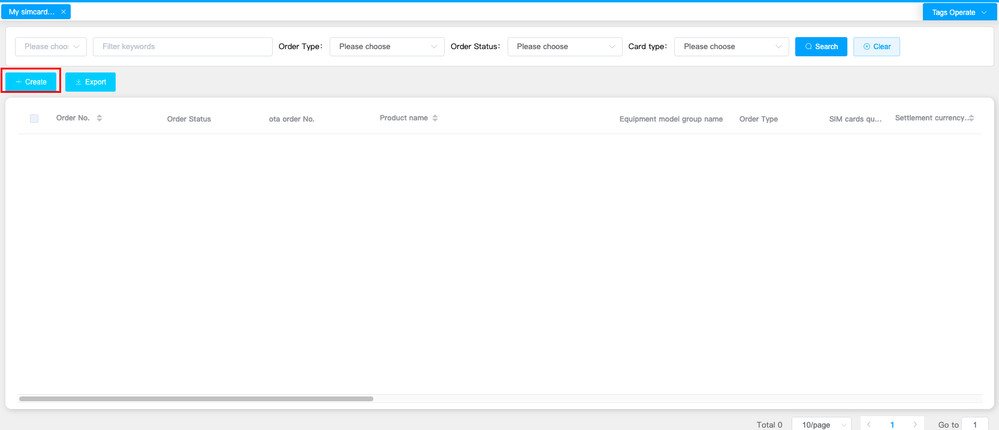 My simcard...
Tags Operate
Please choo
Filter keywords
Order Type:
Please choose
Order Status:
Please choose
Card type:
Please choose
Search
Clear
Create
Export
Order No.
Order Status
ota order No.
Product name
Equipment model group name
Order Type
SIM cards qu...
Settlement currency...
Total 0
10/page
1
Go to
1